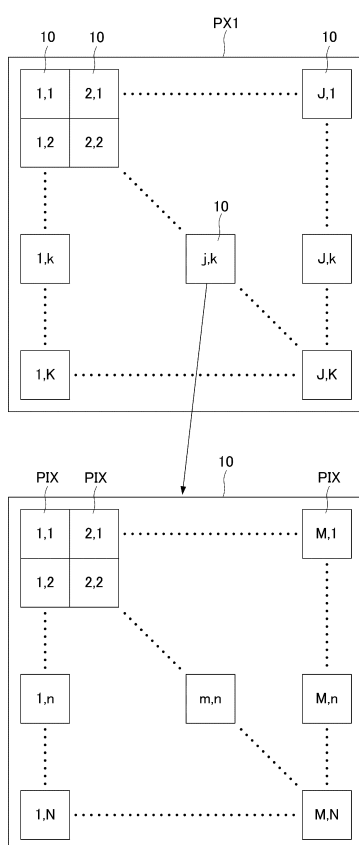 10 10 PX1
1,1 2,1 J,1
1,2 2,2
10
1,k j,k J,k
1,K J,K
PIX PIX 10 PIX
1,1 2,1 M,1
1,2 2,2
1,n m,n M,n
1,N M,N